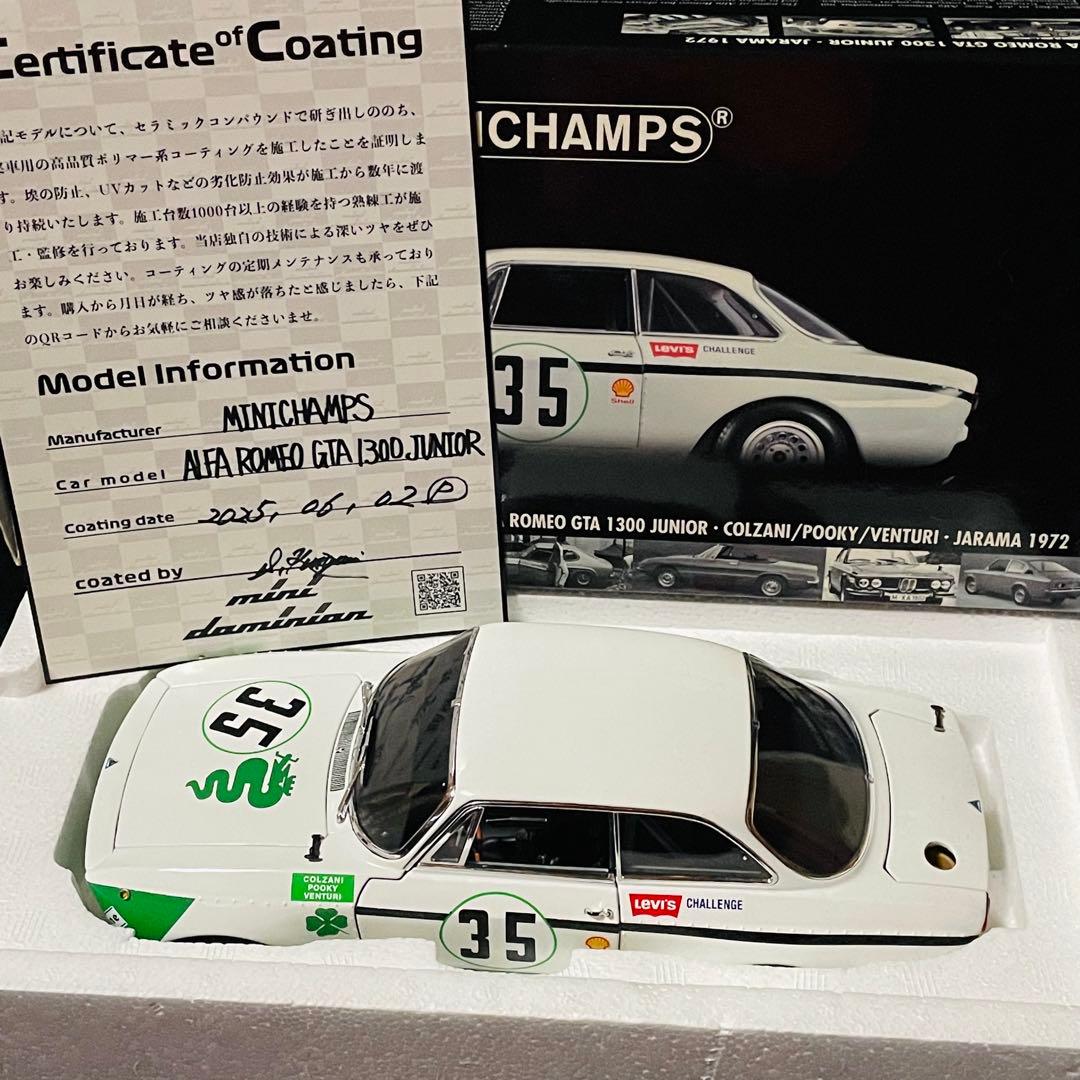 Certificate of Coating
記モデルについて、セラミックコンパウンドで研ぎ出しののち、
車用の高品質ポリマー系コーティングを施工したことを証明しま
す。埃の防止、UVカットなどの劣化防止効果が施工から数年に渡
り持続いたします。施工台数1000台以上の経験を持つ熟練工が施
工・監修を行っております。当店独自の技術による深いツヤをぜひ
お楽しみください。コーティングの定期メンテナンスも承っており
ます。購入から月日が経ち、ツヤ感が落ちたと感じましたら、下記
のQRコードからお気軽にご相談くださいませ。
Model Information
Manufacturer MINICHAMPS
Car model ALFA ROMEO GTA 1300 JUNIOR
Coating date 2025, 06, 02 P
coated by
mini
daminian
A ROMEO GTA 1300 JUNIOR · JARAMA 1972
ICHAMPS®
LEVI'S CHALLENGE
35
Shell
ROMEO GTA 1300 JUNIOR · COLZANI/POOKY/VENTURI · JARAMA 1972
35
COLZANI
POOKY
VENTURI
LEVI'S CHALLENGE
35